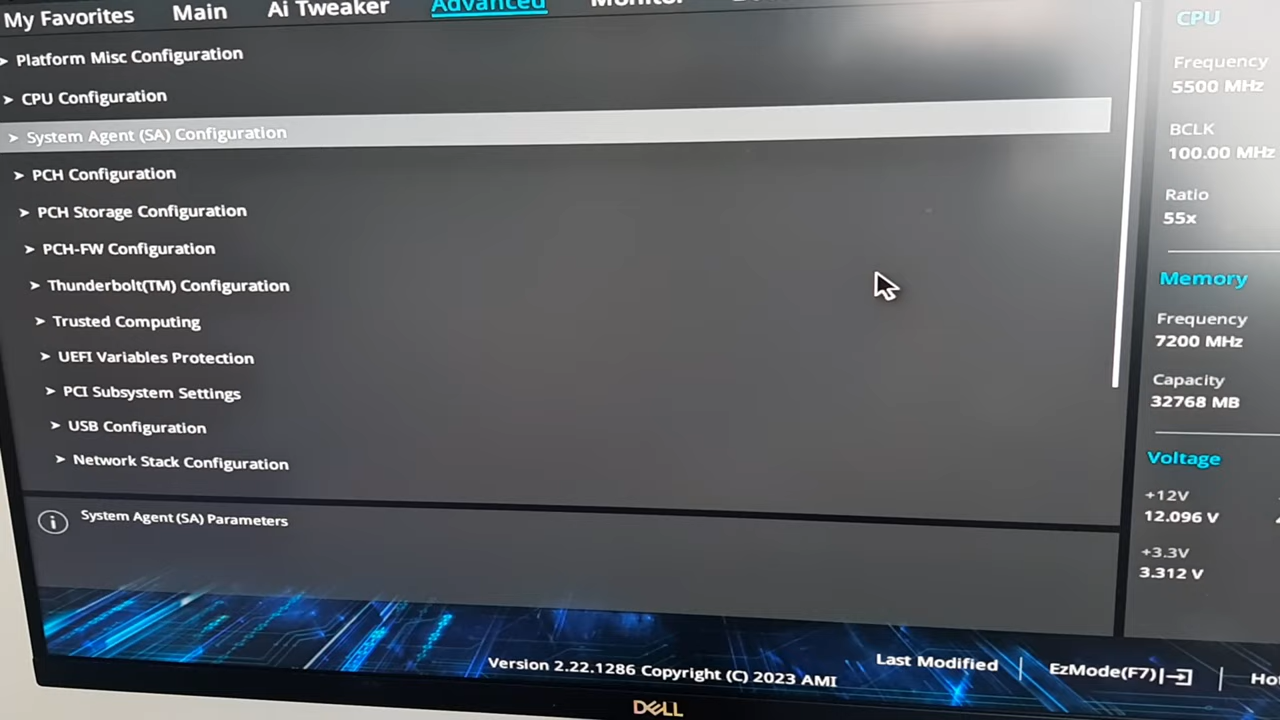 My Favorites Main Ai Tweaker Advanced Monitor
Platform Misc Configuration
CPU Configuration
System Agent (SA) Configuration
PCH Configuration
PCH Storage Configuration
PCH-FW Configuration
Thunderbolt(TM) Configuration
Trusted Computing
UEFI Variables Protection
PCI Subsystem Settings
USB Configuration
Network Stack Configuration
System Agent (SA) Parameters
CPU
Frequency
5500 MHz
BCLK
100.00 MHz
Ratio
55x
Memory
Frequency
7200 MHz
Capacity
32768 MB
Voltage
+12V
12.096 V
+3.3V
3.312 V
Version 2.22.1286 Copyright (C) 2023 AMI
Last Modified
EzMode(F7)
DELL